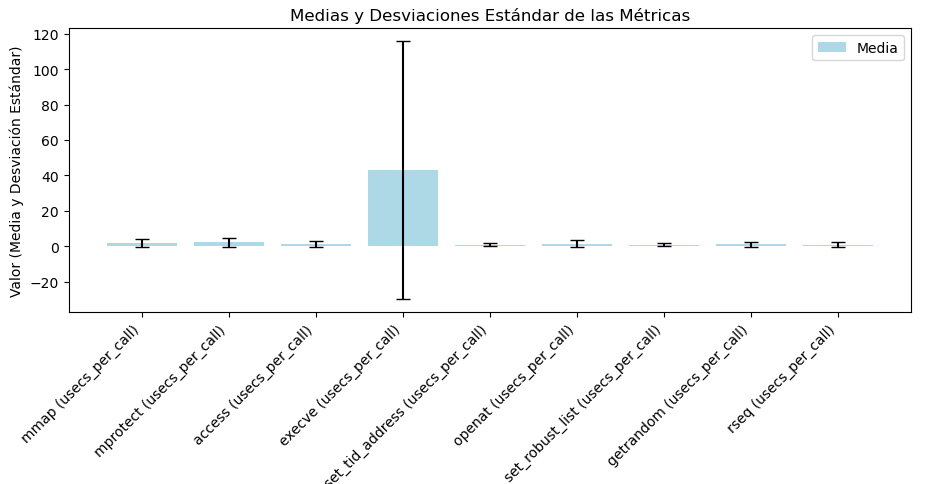 Medias y Desviaciones Estándar de las Métricas
Media
Valor (Media y Desviación Estándar)
120
100
80
60
40
20
0
−20
mmap (usecs_per_call)
mprotect (usecs_per_call)
access (usecs_per_call)
execve (usecs_per_call)
set_tid_address (usecs_per_call)
openat (usecs_per_call)
set_robust_list (usecs_per_call)
getrandom (usecs_per_call)
rseq (usecs_per_call)